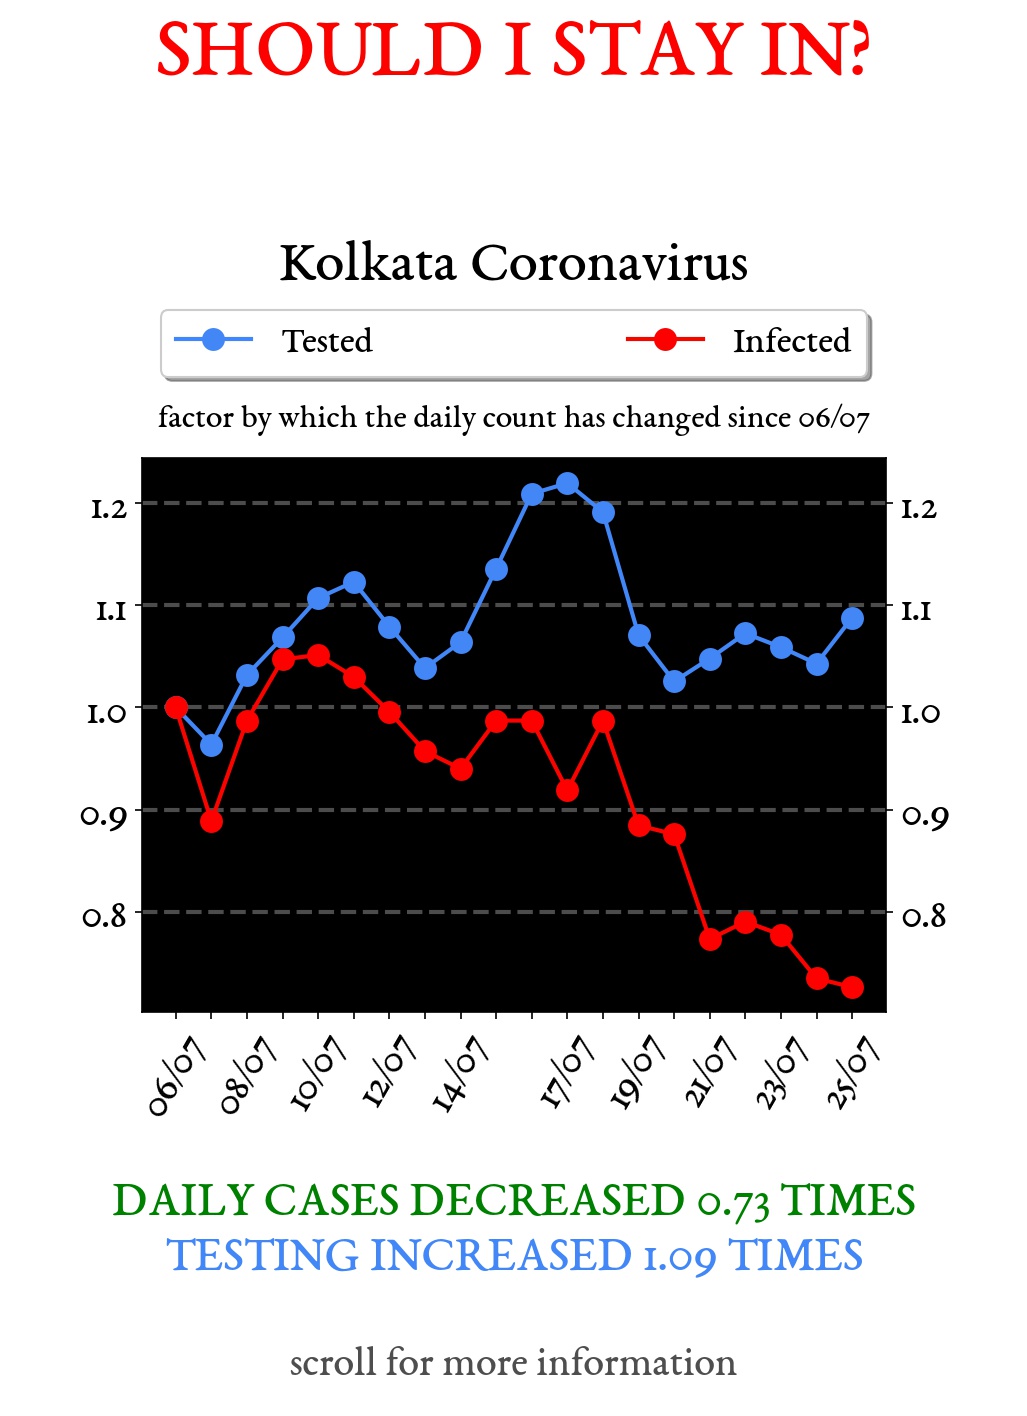 SHOULD I STAY IN?
Kolkata Coronavirus
Tested Infected
factor by which the daily count has changed since 06/07
1.2 1.2
1.1 1.1
1.0 1.0
0.9 0.9
0.8 0.8
06/07 08/07 10/07 12/07 14/07 17/07 19/07 21/07 23/07 25/07
DAILY CASES DECREASED 0.73 TIMES
TESTING INCREASED 1.09 TIMES
scroll for more information